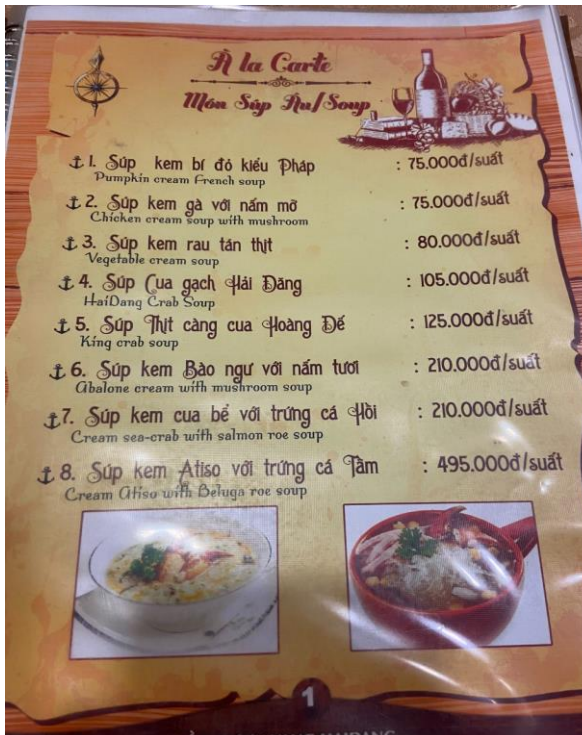 À la Carte
Món Súp Âu/Soup
1. Súp kem bí đỏ kiểu Pháp : 75.000đ/suất
Pumpkin cream French soup
2. Súp kem gà với nấm mỡ : 75.000đ/suất
Chicken cream soup with mushroom
3. Súp kem rau tán thịt : 80.000đ/suất
Vegetable cream soup
4. Súp Cua gạch Hải Đăng : 105.000đ/suất
HaiDang Crab Soup
5. Súp Thịt càng cua Hoàng Đế : 125.000đ/suất
King crab soup
6. Súp kem Bào ngư với nấm tươi : 210.000đ/suất
Abalone cream with mushroom soup
7. Súp kem cua bể với trứng cá Hồi : 210.000đ/suất
Cream sea-crab with salmon roe soup
8. Súp kem Atiso với trứng cá Tầm : 495.000đ/suất
Cream Atiso with Beluga roe soup
1